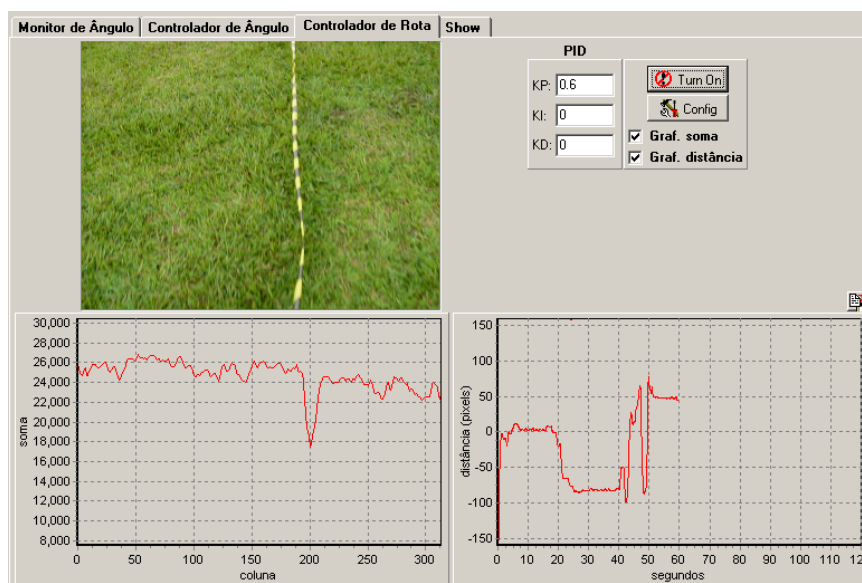 Monitor de Ângulo Controlador de Ângulo Controlador de Rota Show
PID
KP: 0.6
KI: 0
KD: 0
Turn On
Config
Graf. soma
Graf. distância
30,000
28,000
26,000
24,000
22,000
20,000
18,000
16,000
14,000
12,000
10,000
8,000
soma
0 50 100 150 200 250 300
coluna
150
100
50
0
-50
-100
-150
distância (pixels)
0 10 20 30 40 50 60 70 80 90 100 110
segundos